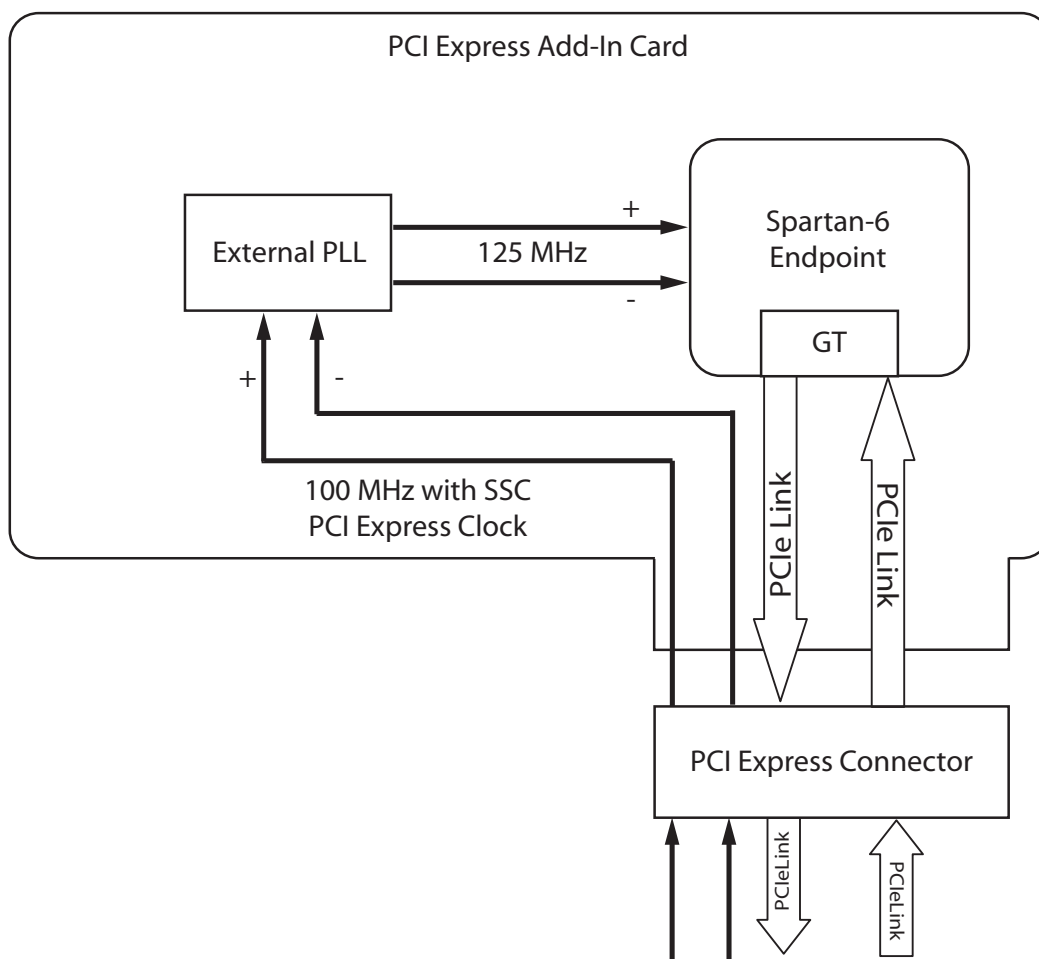 PCI Express Add-In Card
+
Spartan-6
Endpoint
External PLL
125 MHz
-
GT
+
-
100 MHz with SSC
PCI Express Clock
PCIe Link
PCIe Link
PCI Express Connector
PCIeLink
PCIeLink